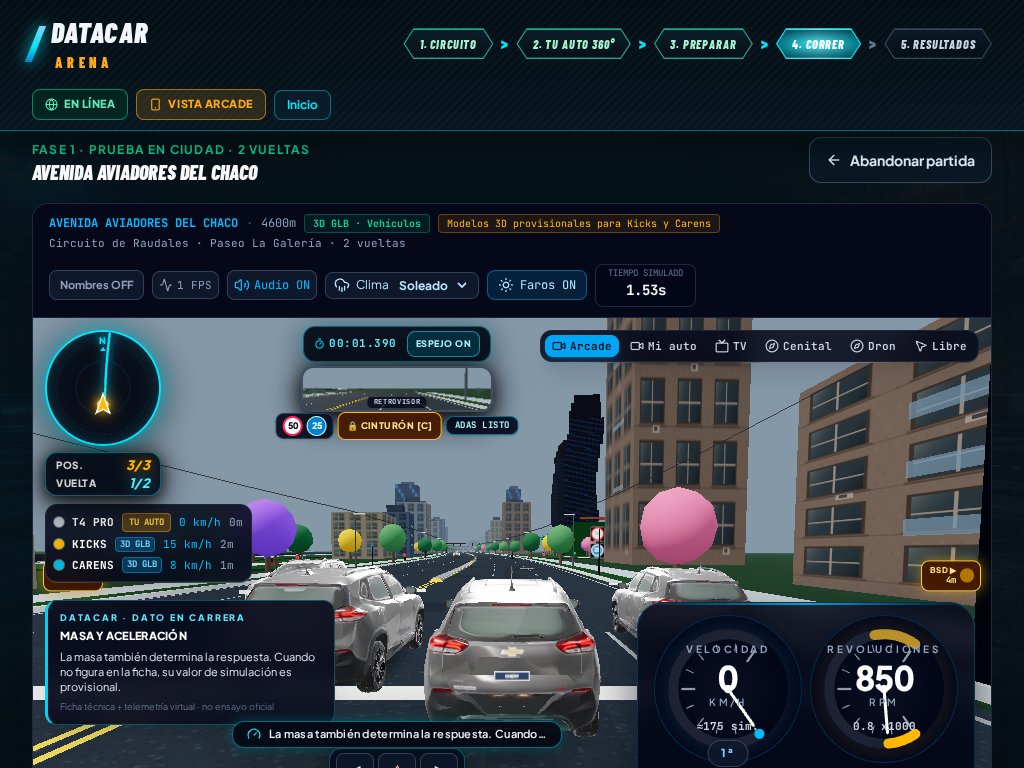 DATACAR
ARENA
1. CIRCUITO > 2. TU AUTO 360° > 3. PREPARAR > 4. CORRER > 5. RESULTADOS
EN LÍNEA VISTA ARCADE Inicio
FASE 1 · PRUEBA EN CIUDAD · 2 VUELTAS
AVENIDA AVIADORES DEL CHACO
← Abandonar partida
AVENIDA AVIADORES DEL CHACO · 4600m 3D GLB · Vehículos Modelos 3D provisionales para Kicks y Carens
Circuito de Raudales · Paseo La Galería · 2 vueltas
Nombres OFF 1 FPS Audio ON Clima Soleado Faros ON
TIEMPO SIMULADO
1.53s
N
00:01.390 ESPEJO ON
Arcade Mi auto TV Cenital Dron Libre
RETROVISOR
50 25 CINTURÓN [C] ADAS LISTO
POS. 3/3
VUELTA 1/2
T4 PRO TU AUTO 0 km/h 0m
KICKS 3D GLB 15 km/h 2m
CARENS 3D GLB 8 km/h 1m
BSD ▶
4m
DATACAR · DATO EN CARRERA
MASA Y ACELERACIÓN
La masa también determina la respuesta. Cuando
no figura en la ficha, su valor de simulación es
provisional.
Ficha técnica + telemetría virtual · no ensayo oficial
La masa también determina la respuesta. Cuando…
VELOCIDAD
0
KM/H
≈175 sim.
1ª
REVOLUCIONES
850
RPM
0.8 x1000